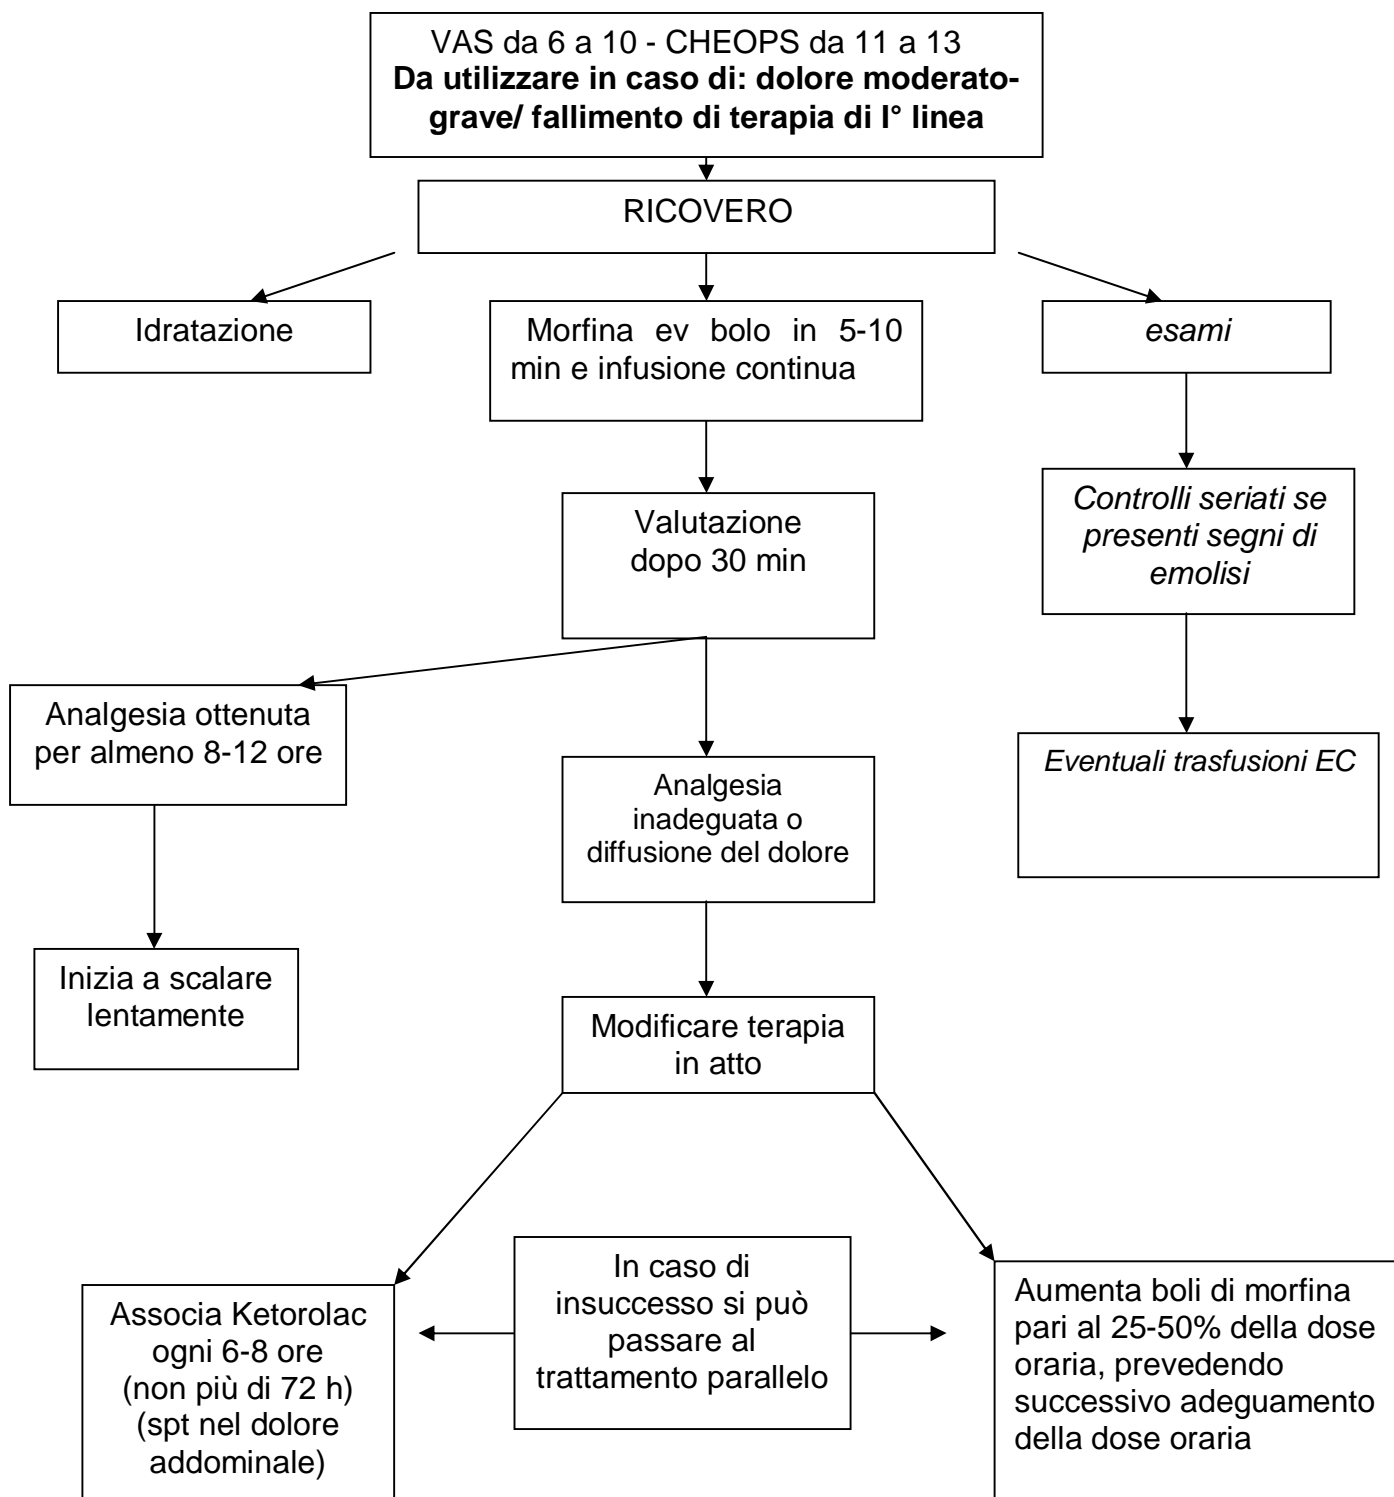 VAS da 6 a 10 - CHEOPS da 11 a 13
Da utilizzare in caso di: dolore moderato-
grave/ fallimento di terapia di I° linea
RICOVERO
Idratazione
Morfina ev bolo in 5-10
min e infusione continua
esami
Valutazione
dopo 30 min
Controlli seriati se
presenti segni di
emolisi
Analgesia ottenuta
per almeno 8-12 ore
Analgesia
inadeguata o
diffusione del dolore
Eventuali trasfusioni EC
Inizia a scalare
lentamente
Modificare terapia
in atto
Associa Ketorolac
ogni 6-8 ore
(non più di 72 h)
(spt nel dolore
addominale)
In caso di
insuccesso si può
passare al
trattamento parallelo
Aumenta boli di morfina
pari al 25-50% della dose
oraria, prevedendo
successivo adeguamento
della dose oraria